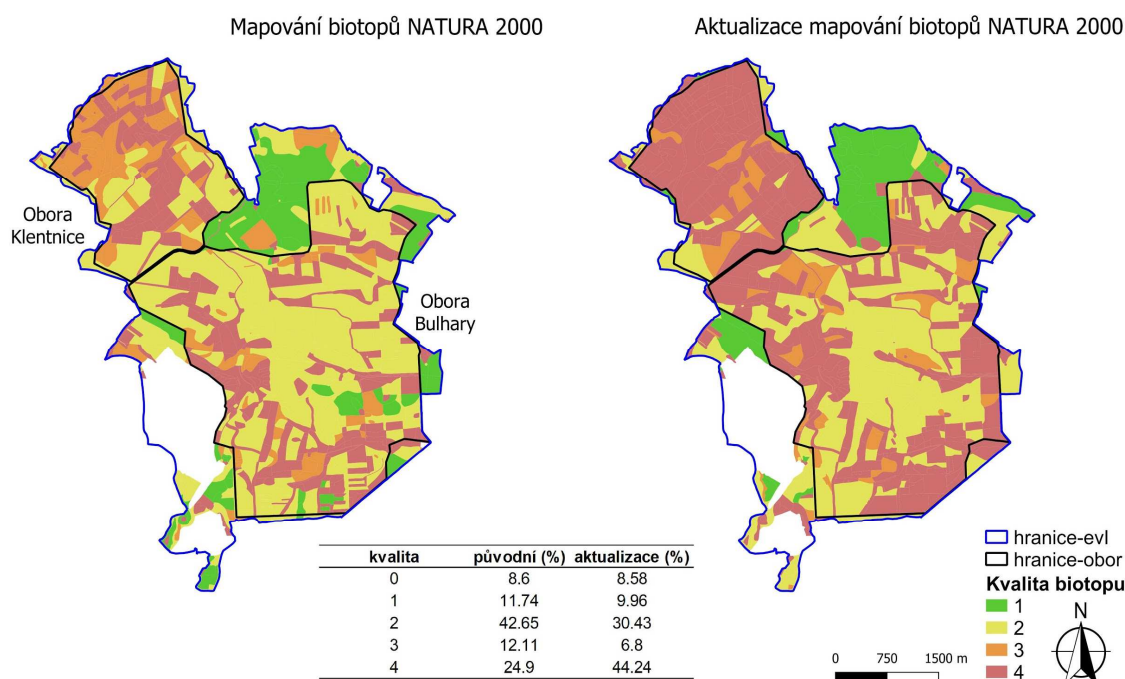 Mapování biotopů NATURA 2000
Aktualizace mapování biotopů NATURA 2000
Obora
Klentnice
Obora
Bulhary
kvalita původní (%) aktualizace (%)
0 8.6 8.58
1 11.74 9.96
2 42.65 30.43
3 12.11 6.8
4 24.9 44.24
hranice-evl
hranice-obor
Kvalita biotopu
1
2
3
4
N
0 750 1500 m